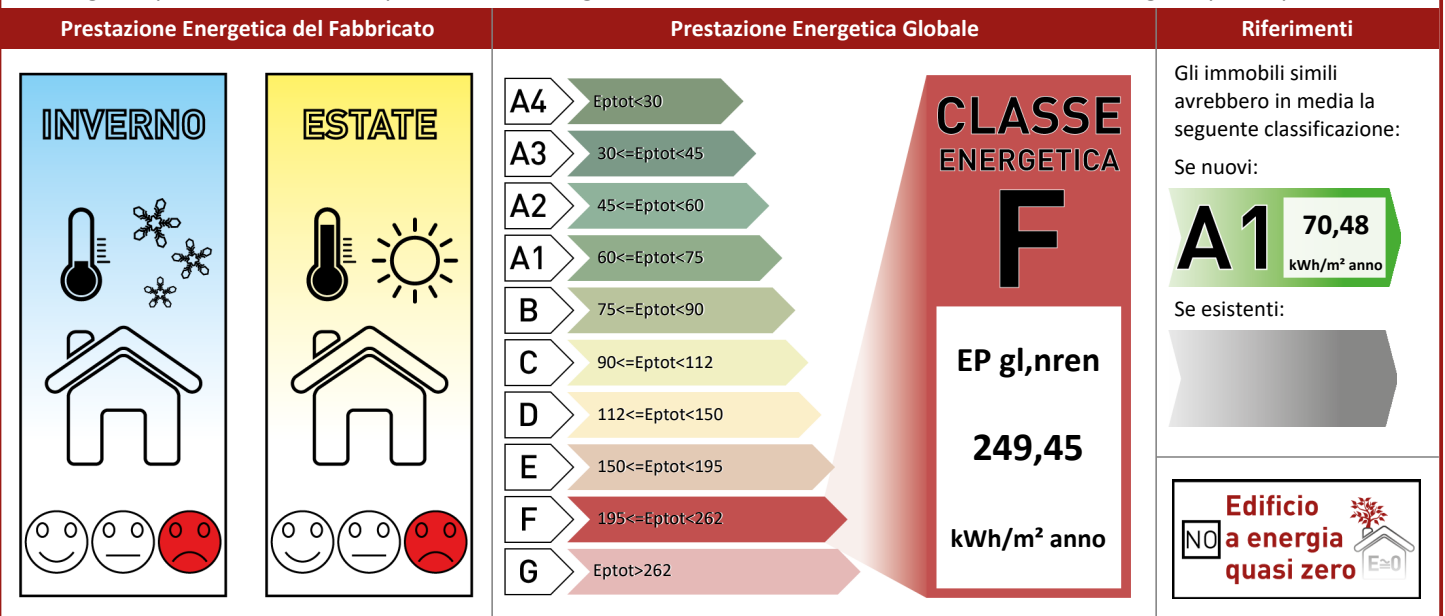 Prestazione Energetica del Fabbricato
Prestazione Energetica Globale
Riferimenti
INVERNO
ESTATE
A4 Eptot<30
A3 30<=Eptot<45
A2 45<=Eptot<60
A1 60<=Eptot<75
B 75<=Eptot<90
C 90<=Eptot<112
D 112<=Eptot<150
E 150<=Eptot<195
F 195<=Eptot<262
G Eptot>262
CLASSE
ENERGETICA
F
EP gl,nren
249,45
kWh/m² anno
Gli immobili simili
avrebbero in media la
seguente classificazione:
Se nuovi:
A1 70,48
kWh/m² anno
Se esistenti:
Edificio
NO a energia
quasi zero
E≅0